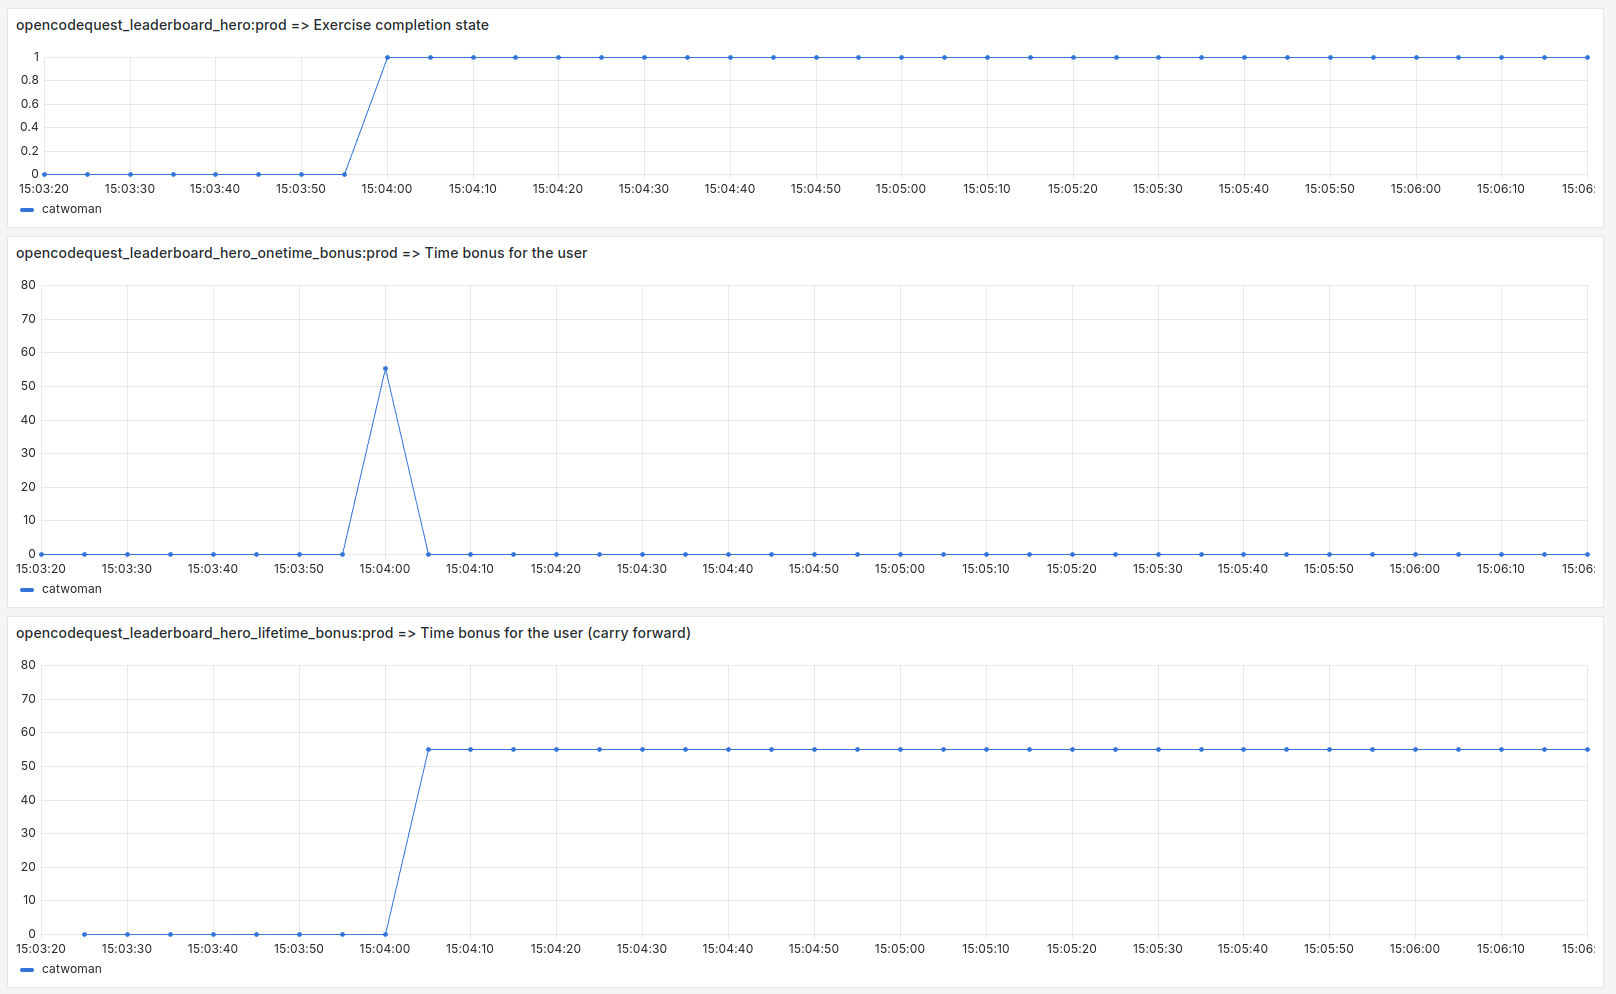 opencodequest_leaderboard_hero:prod => Exercise completion state
1
0.8
0.6
0.4
0.2
0
15:03:20 15:03:30 15:03:40 15:03:50 15:04:00 15:04:10 15:04:20 15:04:30 15:04:40 15:04:50 15:05:00 15:05:10 15:05:20 15:05:30 15:05:40 15:05:50 15:06:00 15:06:10 15:06:
catwoman
opencodequest_leaderboard_hero_onetime_bonus:prod => Time bonus for the user
80
70
60
50
40
30
20
10
0
15:03:20 15:03:30 15:03:40 15:03:50 15:04:00 15:04:10 15:04:20 15:04:30 15:04:40 15:04:50 15:05:00 15:05:10 15:05:20 15:05:30 15:05:40 15:05:50 15:06:00 15:06:10 15:06:
catwoman
opencodequest_leaderboard_hero_lifetime_bonus:prod => Time bonus for the user (carry forward)
80
70
60
50
40
30
20
10
0
15:03:20 15:03:30 15:03:40 15:03:50 15:04:00 15:04:10 15:04:20 15:04:30 15:04:40 15:04:50 15:05:00 15:05:10 15:05:20 15:05:30 15:05:40 15:05:50 15:06:00 15:06:10 15:06:
catwoman